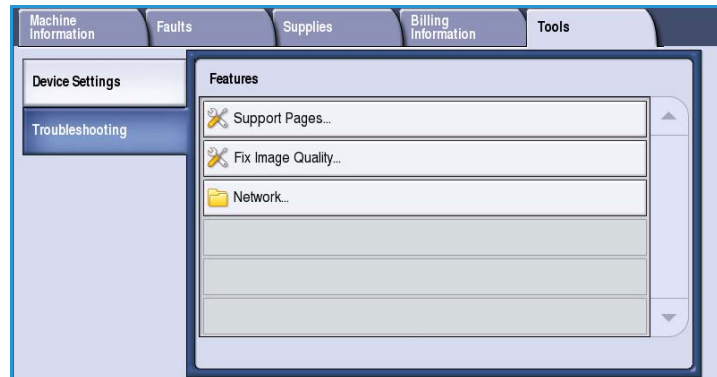 Machine
Information
Faults
Supplies
Billing
Information
Tools
Device Settings
Features
Troubleshooting
Support Pages...
Fix Image Quality...
Network...